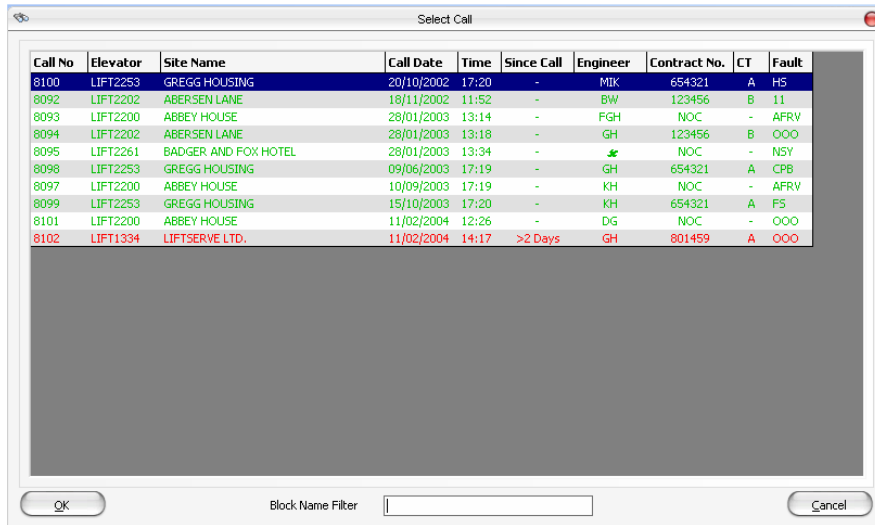 Select Call
Call No Elevator Site Name Call Date Time Since Call Engineer Contract No. CT Fault
8100 LIFT2253 GREGG HOUSING 20/10/2002 17:20 - MIK 654321 A HS
8092 LIFT2202 ABERSEN LANE 18/11/2002 11:52 - BW 123456 B 11
8093 LIFT2200 ABBEY HOUSE 28/01/2003 13:14 - FGH NOC - AFRV
8094 LIFT2202 ABERSEN LANE 28/01/2003 13:18 - GH 123456 B OOO
8095 LIFT2261 BADGER AND FOX HOTEL 28/01/2003 13:34 - NOC - NSY
8098 LIFT2253 GREGG HOUSING 09/06/2003 17:19 - GH 654321 A CPB
8097 LIFT2200 ABBEY HOUSE 10/09/2003 17:19 - KH NOC - AFRV
8099 LIFT2253 GREGG HOUSING 15/10/2003 17:20 - KH 654321 A FS
8101 LIFT2200 ABBEY HOUSE 11/02/2004 12:26 - DG NOC - OOO
8102 LIFT1334 LIFTSERVE LTD. 11/02/2004 14:17 >2 Days GH 801459 A OOO
OK Block Name Filter Cancel